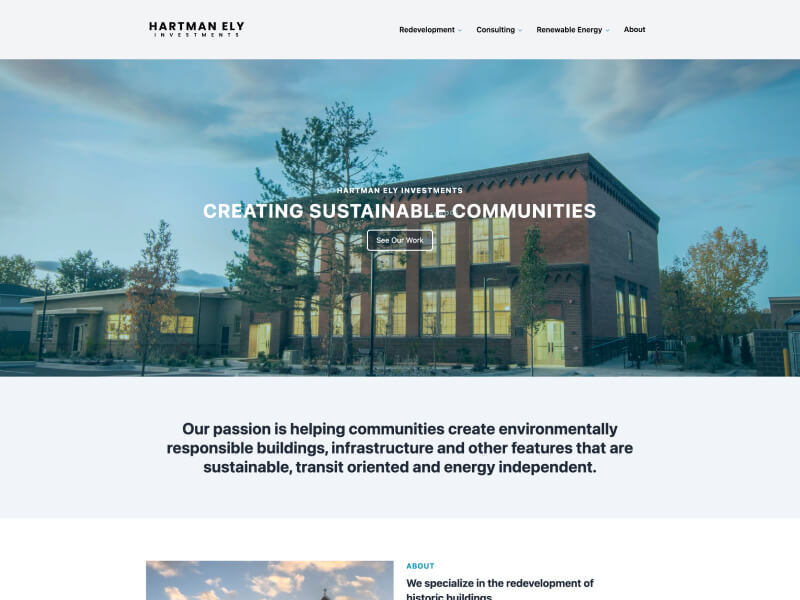 HARTMAN ELY
INVESTMENTS
Redevelopment
Consulting
Renewable Energy
About
HARTMAN ELY INVESTMENTS
CREATING SUSTAINABLE COMMUNITIES
See Our Work
Our passion is helping communities create environmentally
responsible buildings, infrastructure and other features that are
sustainable, transit oriented and energy independent.
ABOUT
We specialize in the redevelopment of
historic buildings